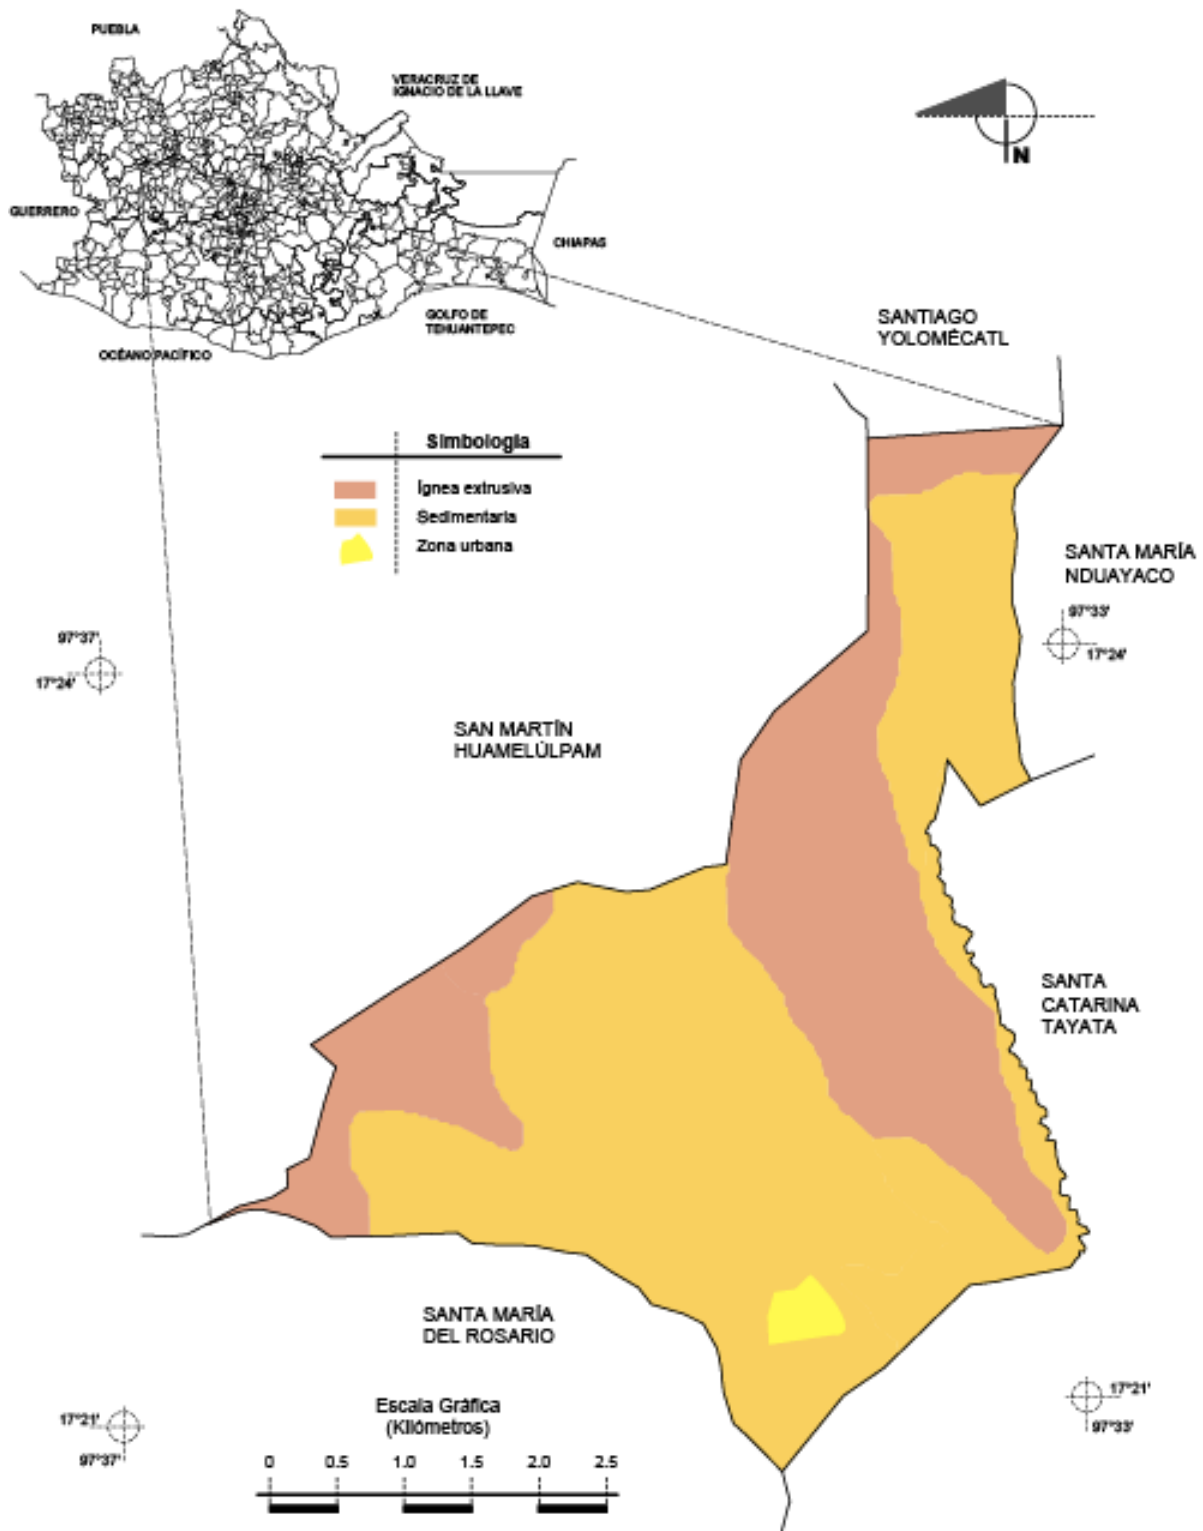 PUEBLA
VERACRUZ DE
IGNACIO DE LA LLAVE
N
GUERRERO
CHIAPAS
GOLFO DE
TEHUANTEPEC
OCÉANO PACÍFICO
SANTIAGO
YOLOMÉCATL
Simbología
Ígnea extrusiva
Sedimentaria
Zona urbana
SANTA MARÍA
NDUAYACO
97°33'
17°24'
97°37'
17°24'
SAN MARTÍN
HUAMELÚLPAM
SANTA
CATARINA
TAYATA
SANTA MARÍA
DEL ROSARIO
17°21'
97°33'
17°21'
97°37'
Escala Gráfica
(Kilómetros)
0 0.5 1.0 1.5 2.0 2.5